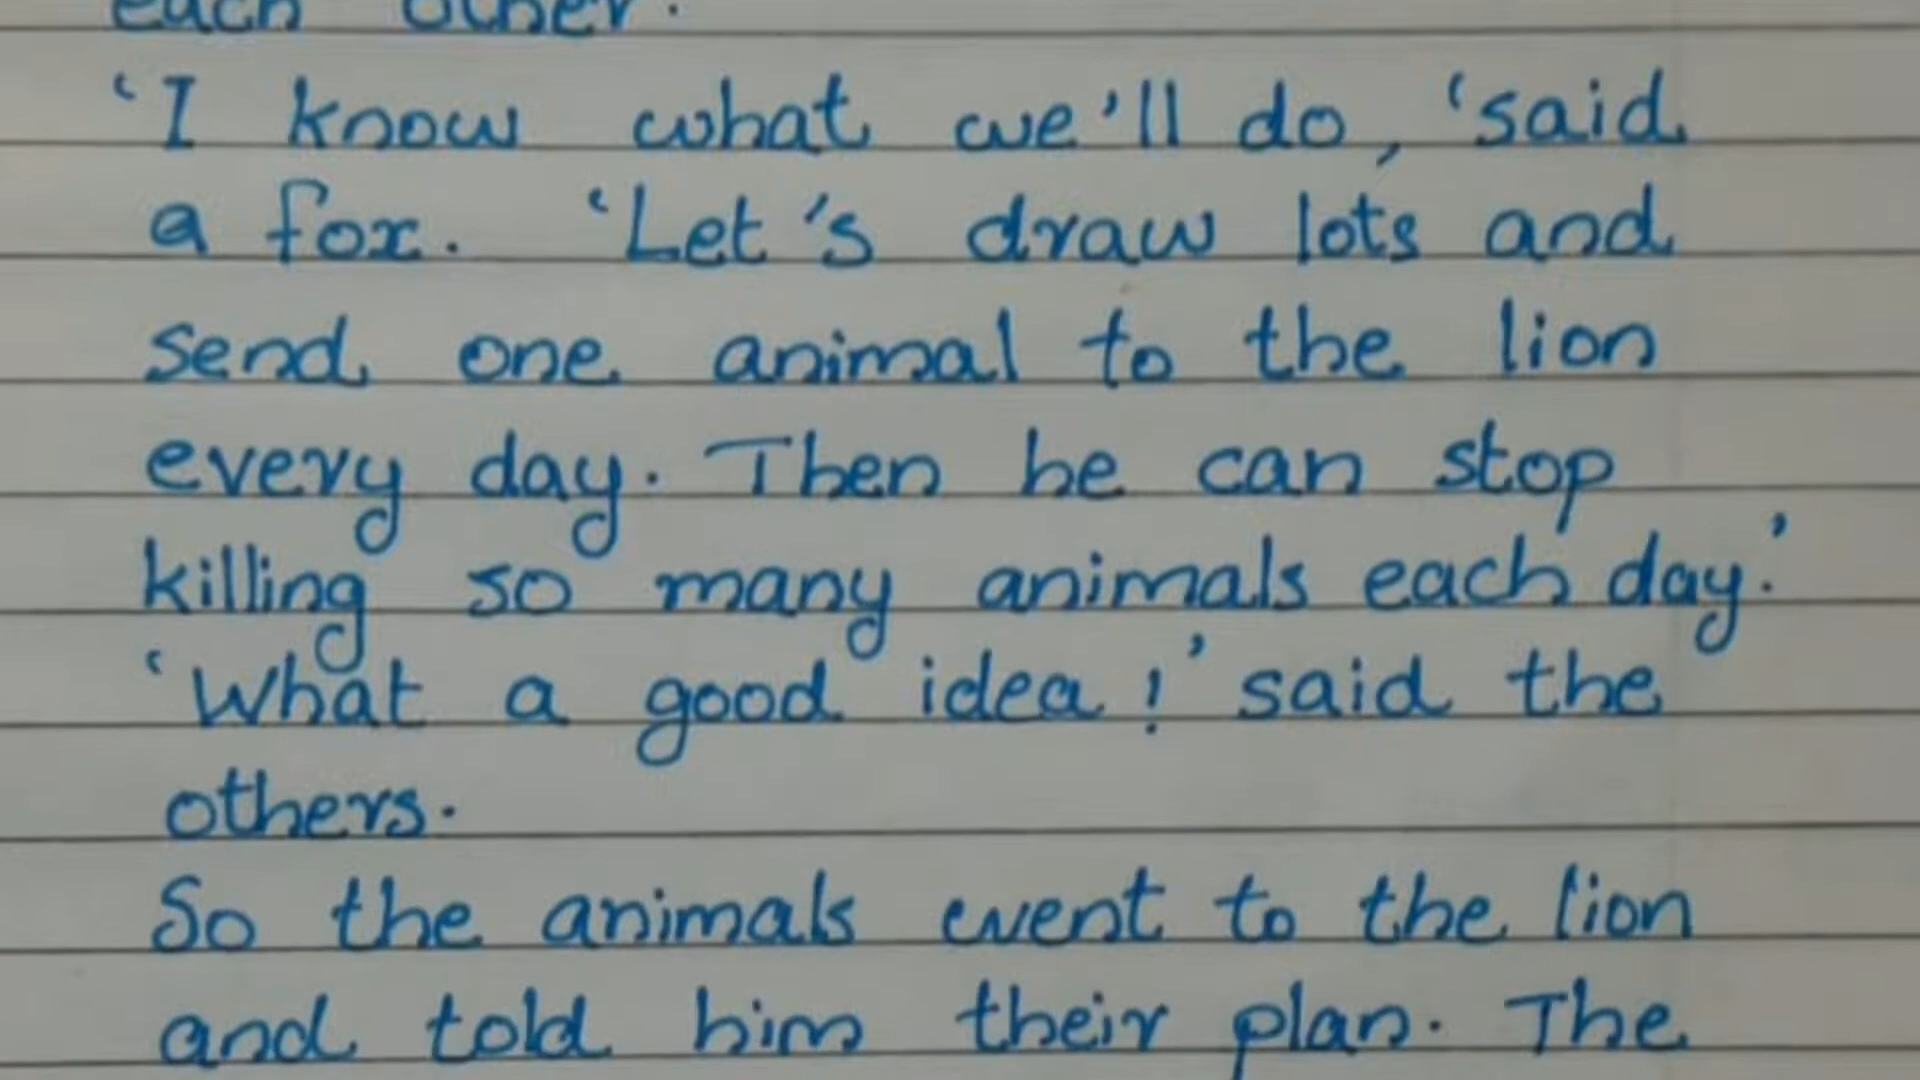 each other.
‘I know what we’ll do, ‘said
a fox. ‘Let’s draw lots and
send one animal to the lion
every day. Then he can stop
killing so many animals each day.’
‘What a good idea!’ said the
others.
So the animals went to the lion
and told him their plan. The